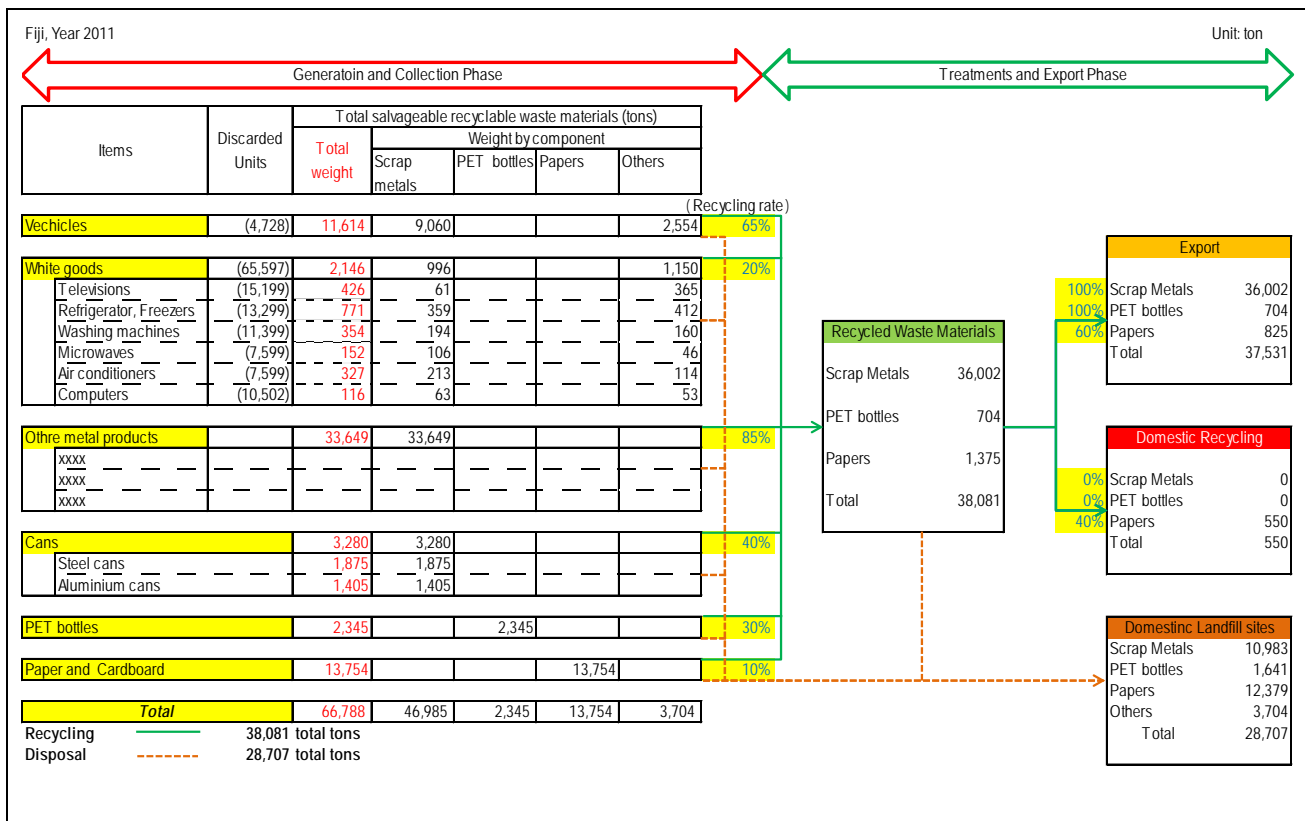 Fiji, Year 2011 Unit: ton
Generatoin and Collection Phase Treatments and Export Phase
Items Discarded Units Total salvageable recyclable waste materials (tons)
Total weight Weight by component
Scrap metals PET bottles Papers Others
(Recycling rate)
Vechicles (4,728) 11,614 9,060 2,554 65%
White goods (65,597) 2,146 996 1,150 20%
Televisions (15,199) 426 61 365
Refrigerator, Freezers (13,299) 771 359 412
Washing machines (11,399) 354 194 160
Microwaves (7,599) 152 106 46
Air conditioners (7,599) 327 213 114
Computers (10,502) 116 63 53
Othre metal products 33,649 33,649 85%
xxxx
xxxx
xxxx
Cans 3,280 3,280 40%
Steel cans 1,875 1,875
Aluminium cans 1,405 1,405
PET bottles 2,345 2,345 30%
Paper and Cardboard 13,754 13,754 10%
Total 66,788 46,985 2,345 13,754 3,704
Recycling 38,081 total tons
Disposal 28,707 total tons
Recycled Waste Materials
Scrap Metals 36,002
PET bottles 704
Papers 1,375
Total 38,081
Export
100% Scrap Metals 36,002
100% PET bottles 704
60% Papers 825
Total 37,531
Domestic Recycling
0% Scrap Metals 0
0% PET bottles 0
40% Papers 550
Total 550
Domestinc Landfill sites
Scrap Metals 10,983
PET bottles 1,641
Papers 12,379
Others 3,704
Total 28,707